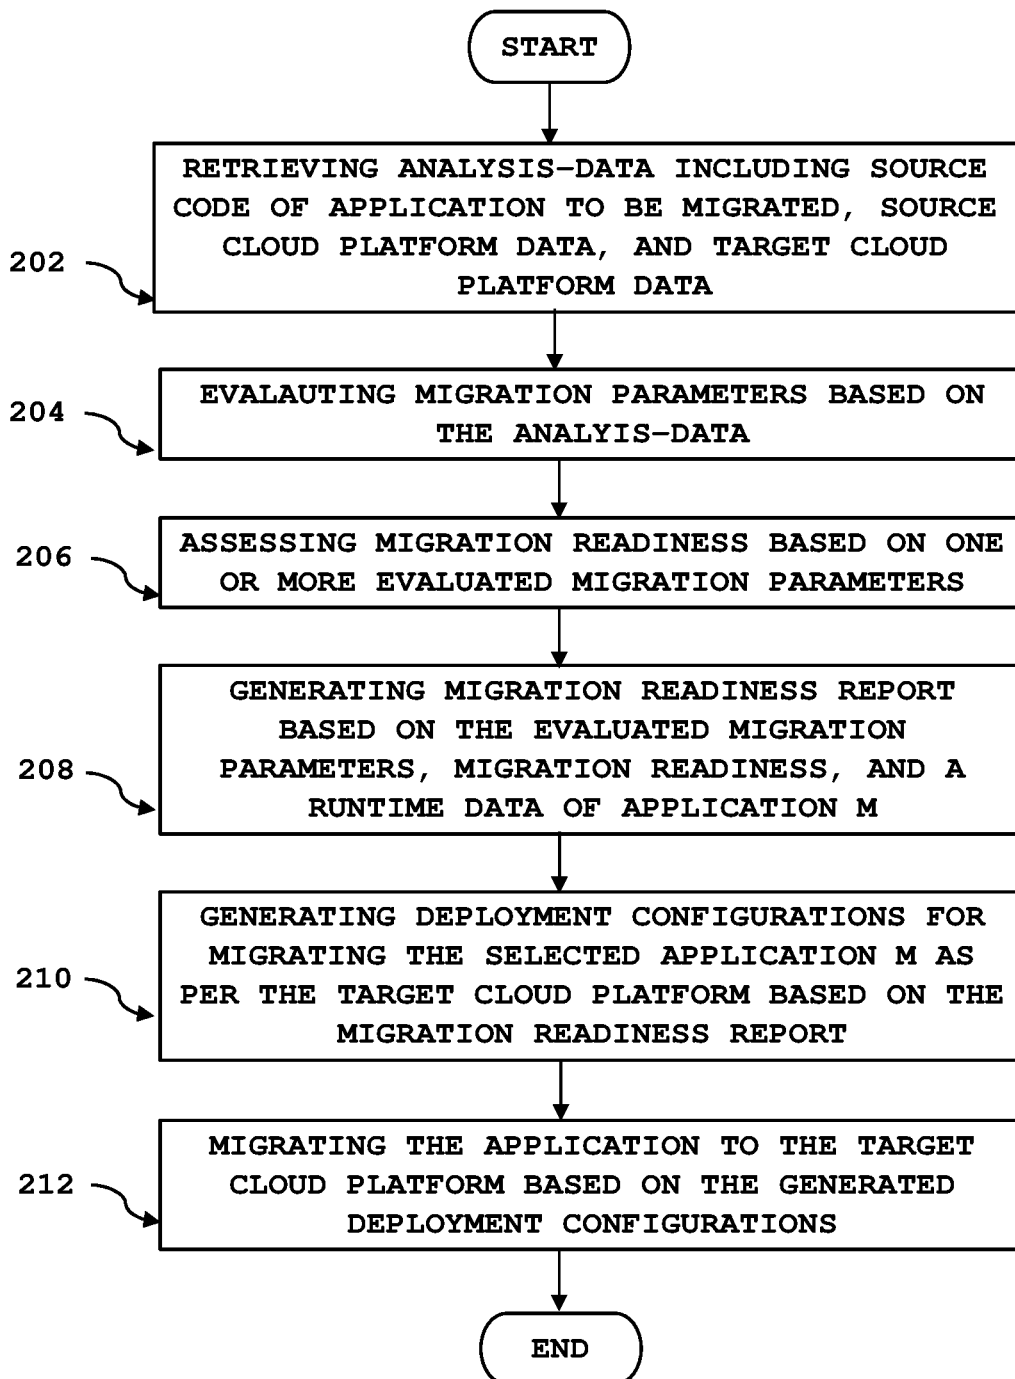 START
RETRIEVING ANALYSIS-DATA INCLUDING SOURCE
CODE OF APPLICATION TO BE MIGRATED, SOURCE
CLOUD PLATFORM DATA, AND TARGET CLOUD
PLATFORM DATA
202
EVALAUTING MIGRATION PARAMETERS BASED ON
THE ANALYIS-DATA
204
ASSESSING MIGRATION READINESS BASED ON ONE
OR MORE EVALUATED MIGRATION PARAMETERS
206
GENERATING MIGRATION READINESS REPORT
BASED ON THE EVALUATED MIGRATION
PARAMETERS, MIGRATION READINESS, AND A
RUNTIME DATA OF APPLICATION M
208
GENERATING DEPLOYMENT CONFIGURATIONS FOR
MIGRATING THE SELECTED APPLICATION M AS
PER THE TARGET CLOUD PLATFORM BASED ON THE
MIGRATION READINESS REPORT
210
MIGRATING THE APPLICATION TO THE TARGET
CLOUD PLATFORM BASED ON THE GENERATED
DEPLOYMENT CONFIGURATIONS
212
END